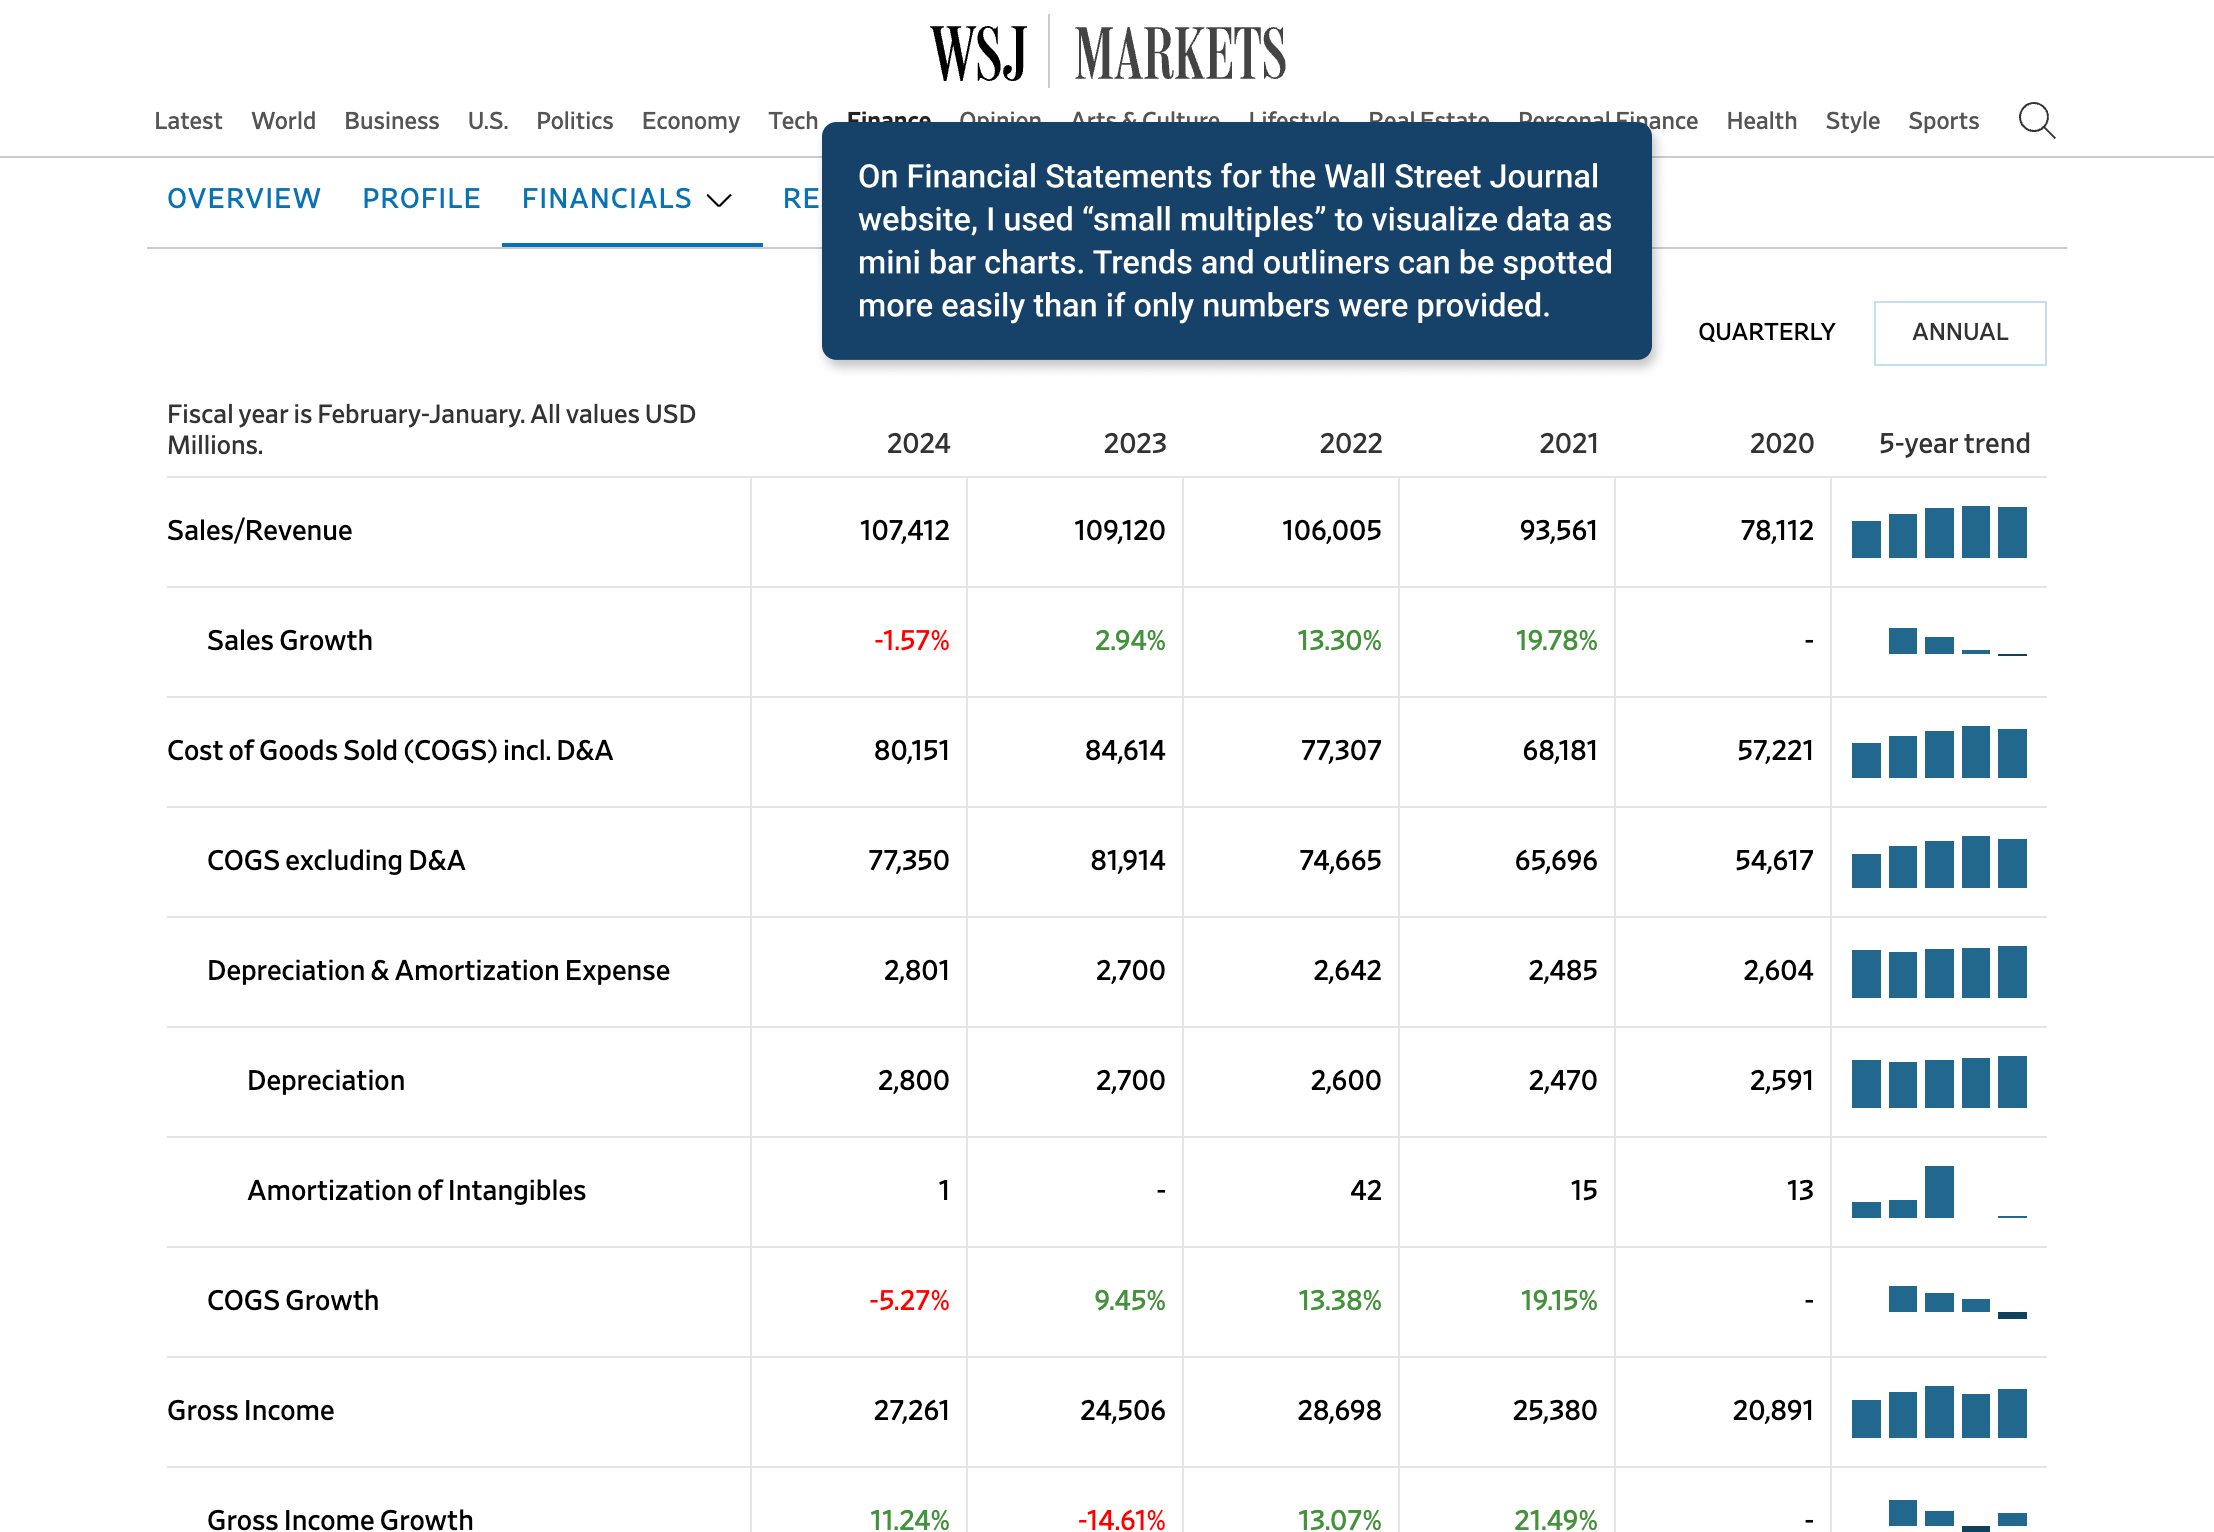 WSJ MARKETS
Latest World Business U.S. Politics Economy Tech Finance Opinion Arts & Culture Lifestyle Real Estate Personal Finance Health Style Sports
OVERVIEW PROFILE FINANCIALS RE
On Financial Statements for the Wall Street Journal
website, I used “small multiples” to visualize data as
mini bar charts. Trends and outliners can be spotted
more easily than if only numbers were provided.
QUARTERLY ANNUAL
Fiscal year is February-January. All values USD
Millions.
2024 2023 2022 2021 2020 5-year trend
Sales/Revenue 107,412 109,120 106,005 93,561 78,112
Sales Growth -1.57% 2.94% 13.30% 19.78% -
Cost of Goods Sold (COGS) incl. D&A 80,151 84,614 77,307 68,181 57,221
COGS excluding D&A 77,350 81,914 74,665 65,696 54,617
Depreciation & Amortization Expense 2,801 2,700 2,642 2,485 2,604
Depreciation 2,800 2,700 2,600 2,470 2,591
Amortization of Intangibles 1 - 42 15 13
COGS Growth -5.27% 9.45% 13.38% 19.15% -
Gross Income 27,261 24,506 28,698 25,380 20,891
Gross Income Growth 11.24% -14.61% 13.07% 21.49% -